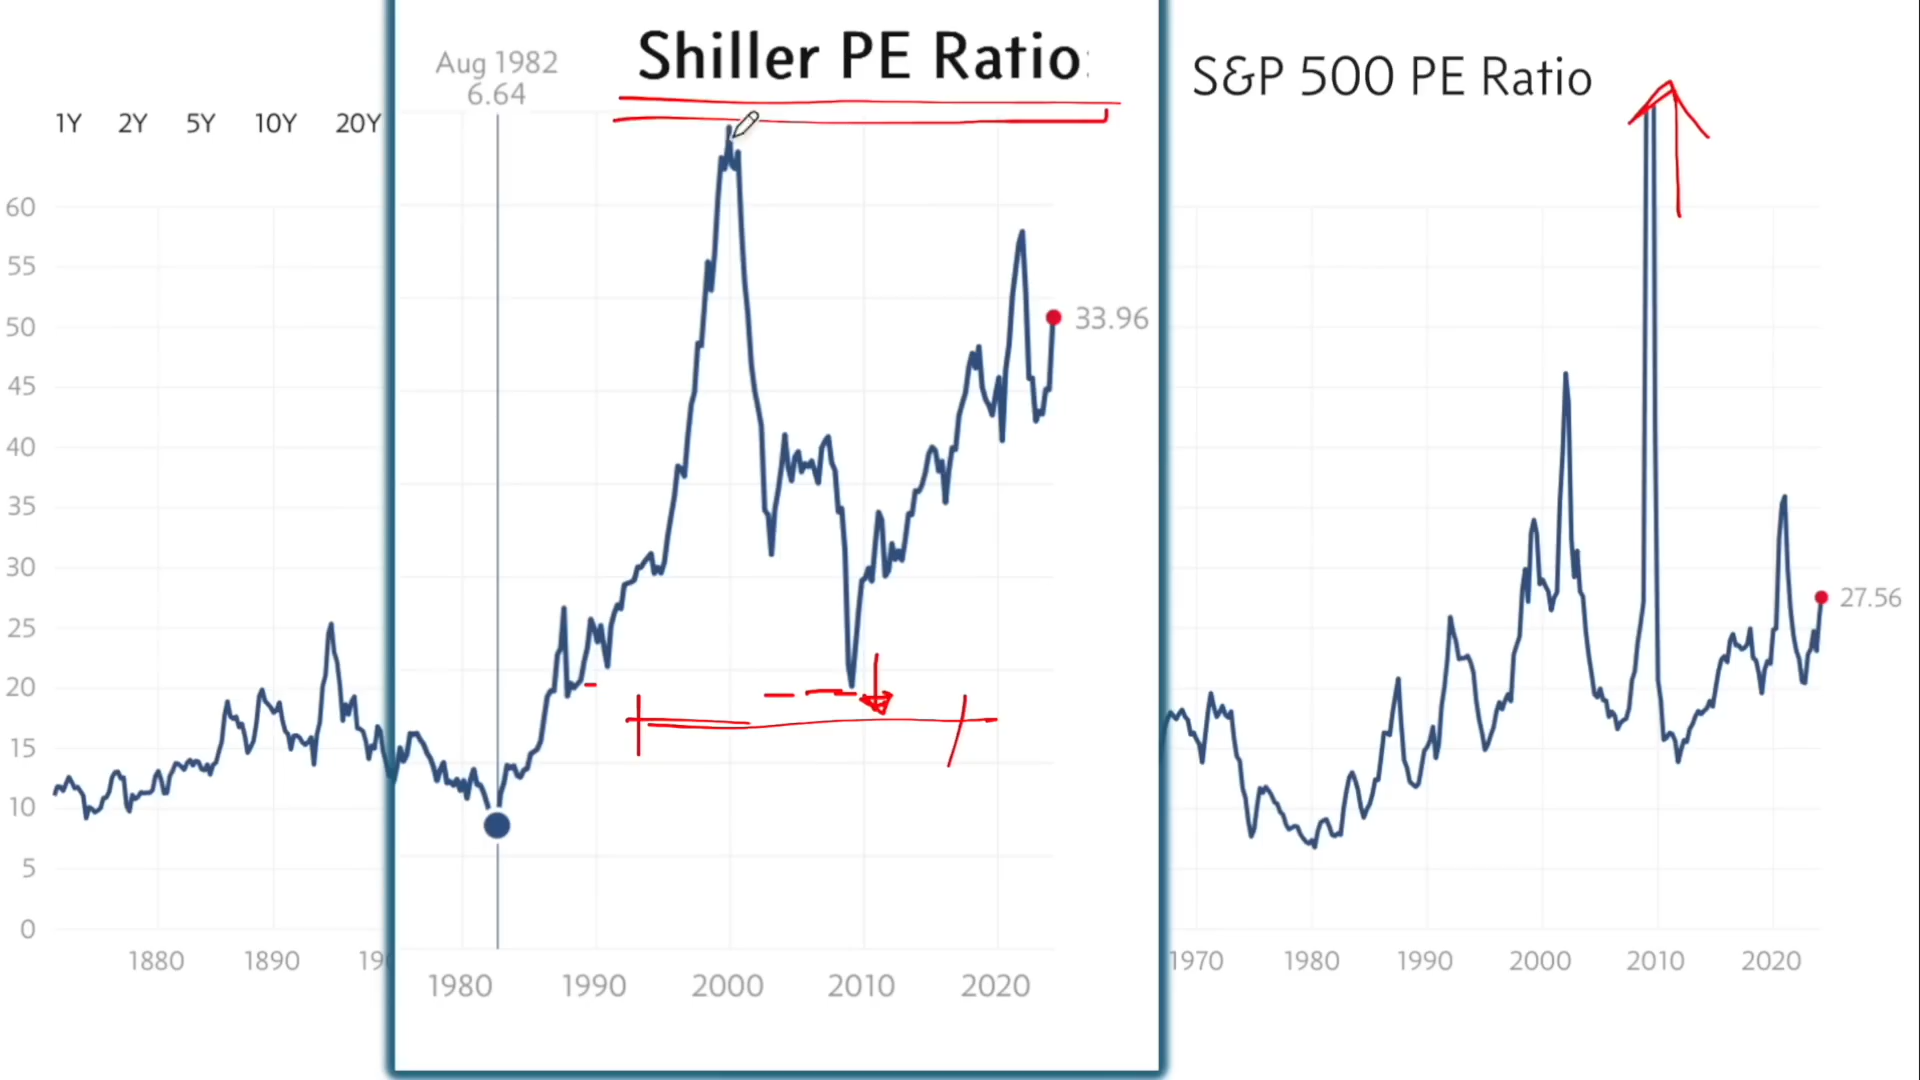 Shiller PE Ratio
Aug 1982
6.64
S&P 500 PE Ratio
1Y 2Y 5Y 10Y 20Y
60
55
50
45
40
35
30
25
20
15
10
5
0
33.96
27.56
1880 1890 19
1980 1990 2000 2010 2020
1970 1980 1990 2000 2010 2020